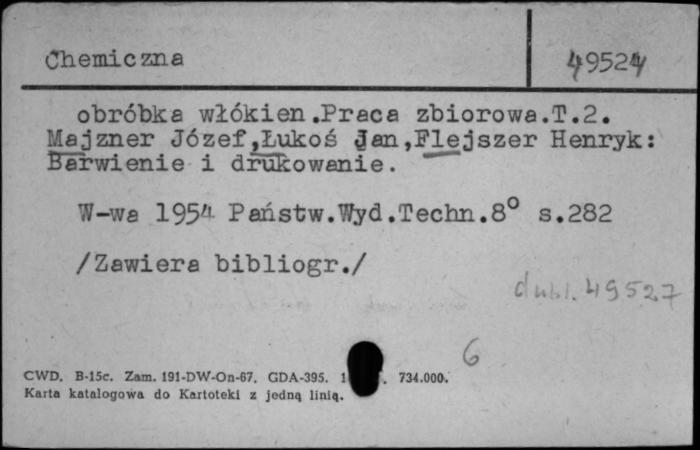 Chemiczna 49524
obróbka włókien.Praca zbiorowa.T.2.
Majzner Józef,Łukoś Jan,Flejszer Henryk:
Barwienie i drukowanie.
W-wa 1954 Państw.Wyd.Techn.8° s.282
/Zawiera bibliogr./
dubl. 49527
6
CWD. B-15c. Zam. 191-DW-On-67. GDA-395. 734.000.
Karta katalogowa do Kartoteki z jedną linią.